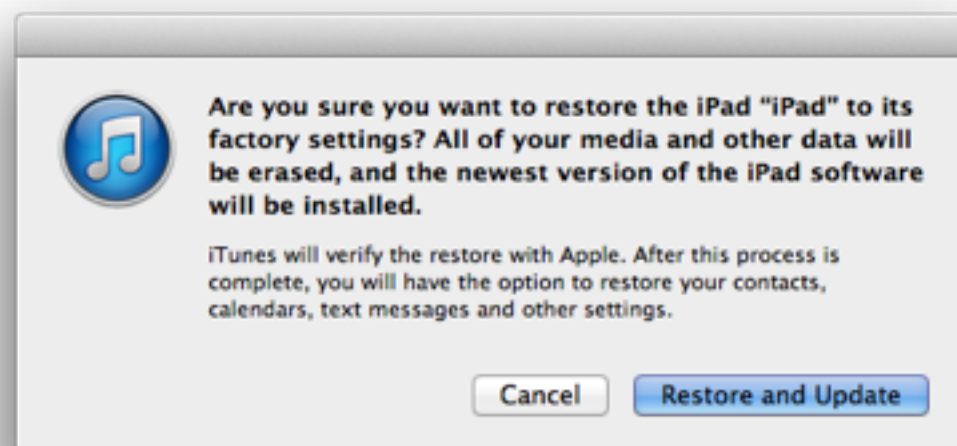 Are you sure you want to restore the iPad “iPad” to its
factory settings? All of your media and other data will
be erased, and the newest version of the iPad software
will be installed.
iTunes will verify the restore with Apple. After this process is
complete, you will have the option to restore your contacts,
calendars, text messages and other settings.
Cancel Restore and Update